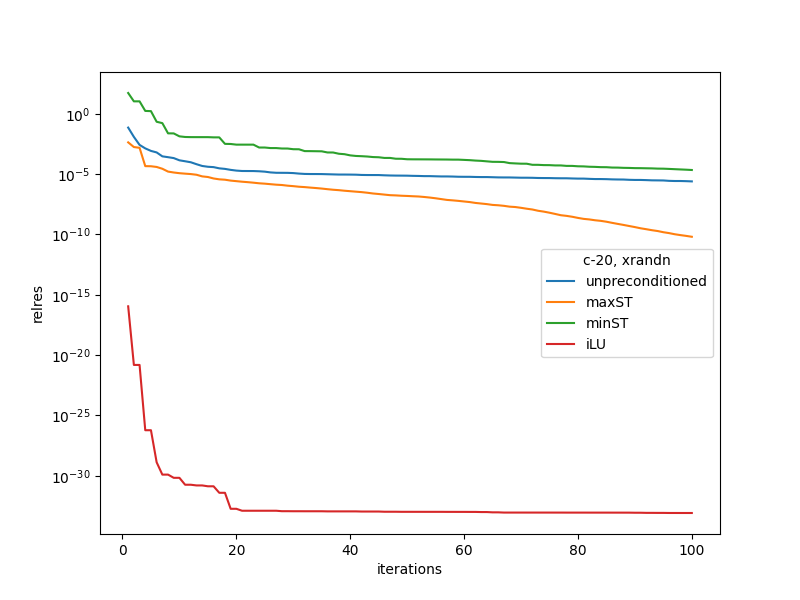 10^0
10^-5
10^-10
10^-15
10^-20
10^-25
10^-30
relres
0 20 40 60 80 100
iterations
c-20, xrandn
unpreconditioned
maxST
minST
iLU